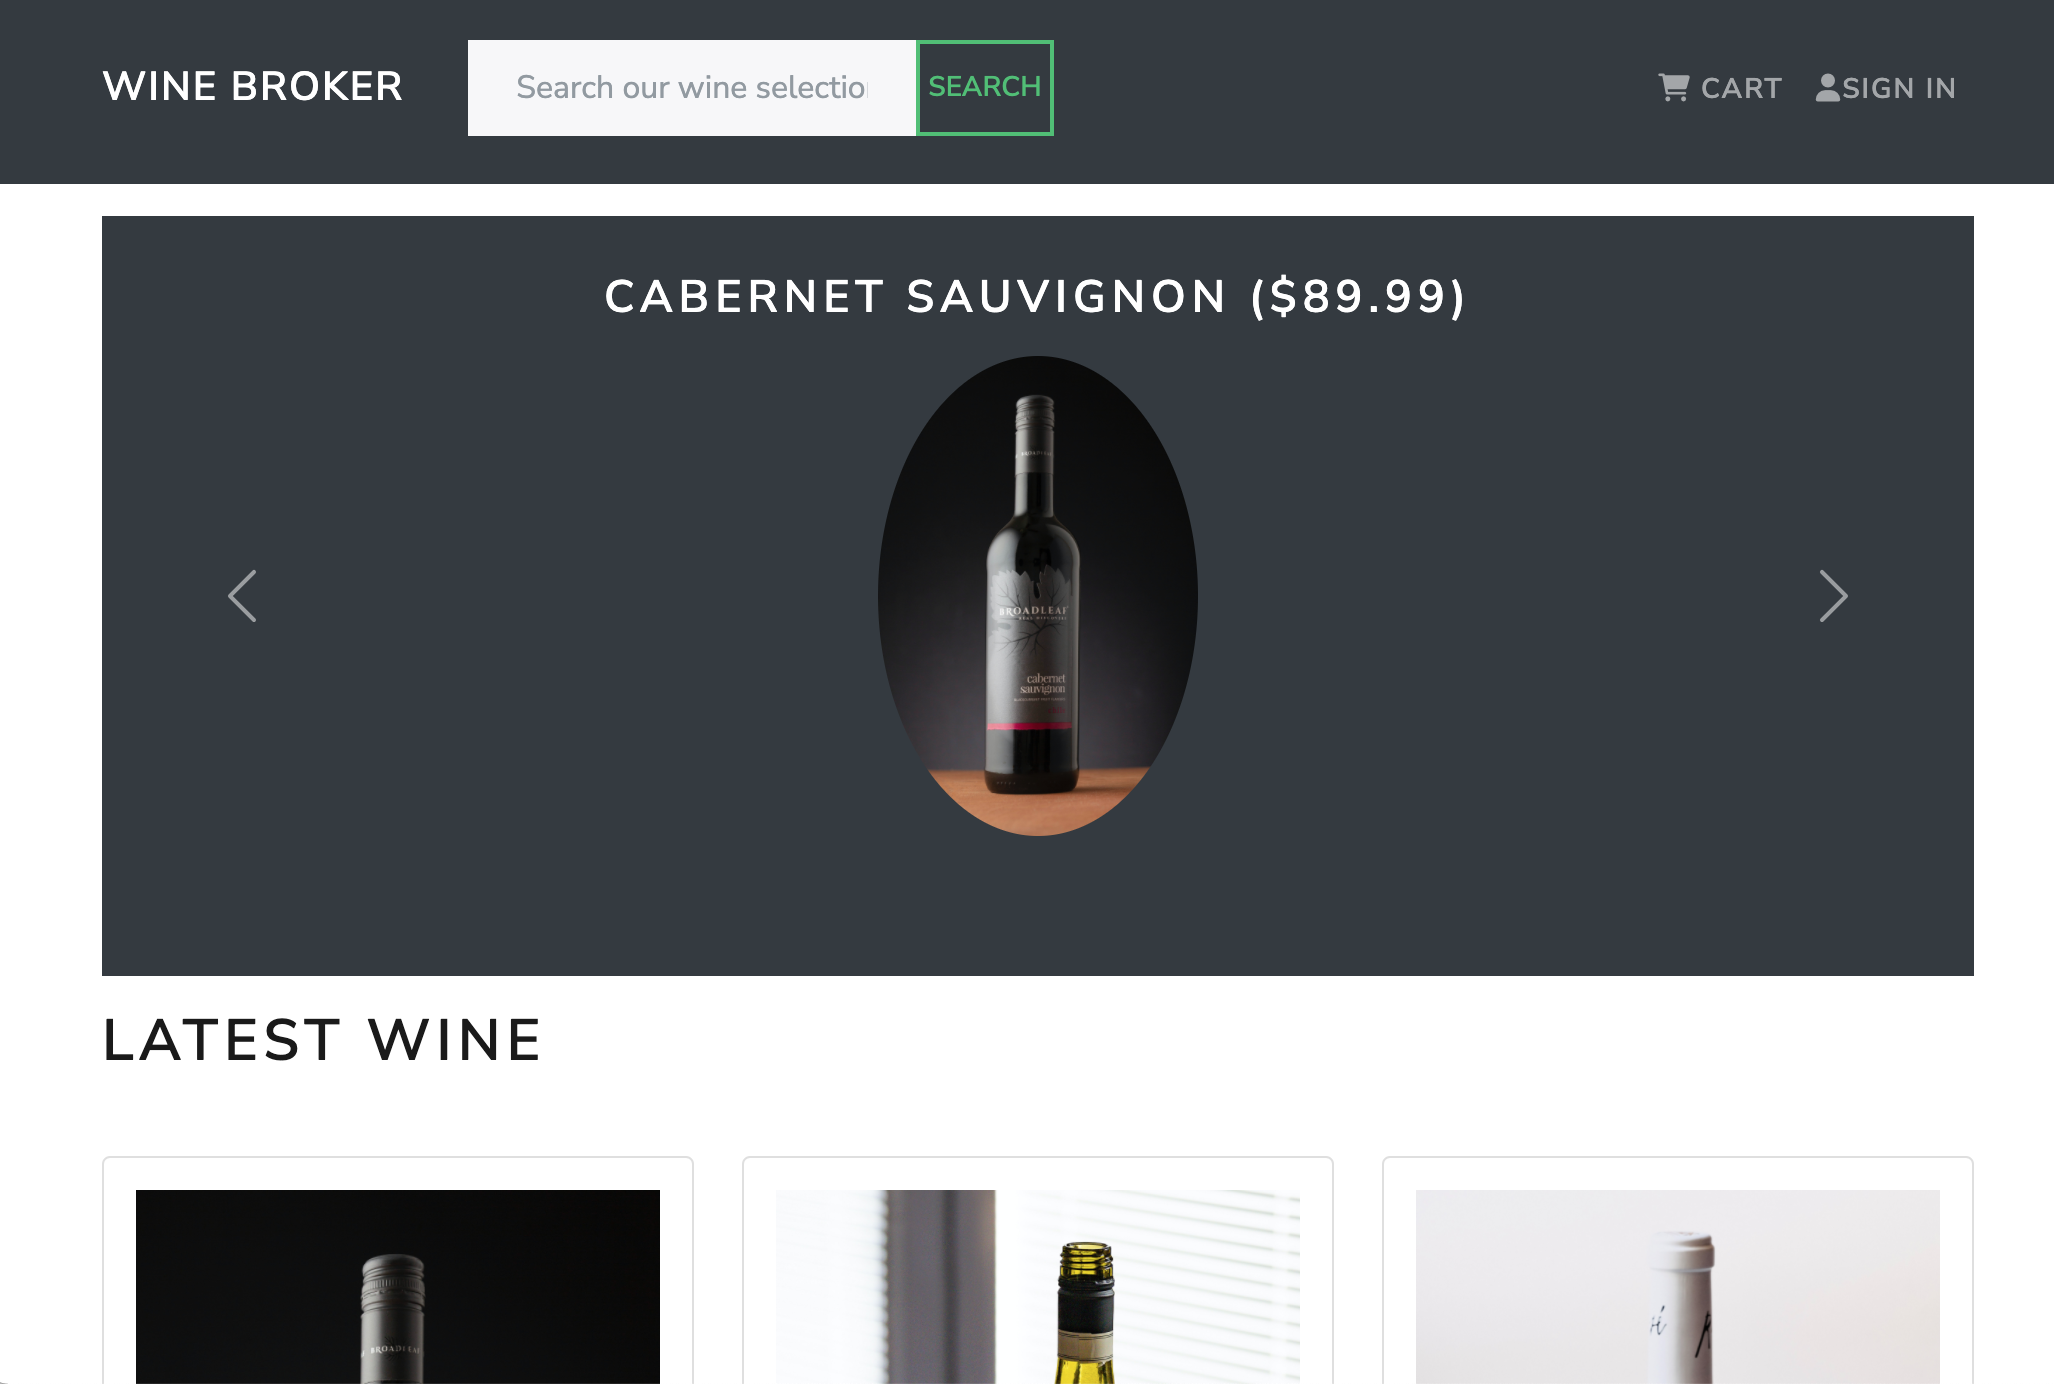 WINE BROKER
Search our wine selectio
SEARCH
CART
SIGN IN
CABERNET SAUVIGNON ($89.99)
BROADLEAF
BROADLEAF
cabernet
sauvignon
LATEST WINE
BROADLEAF